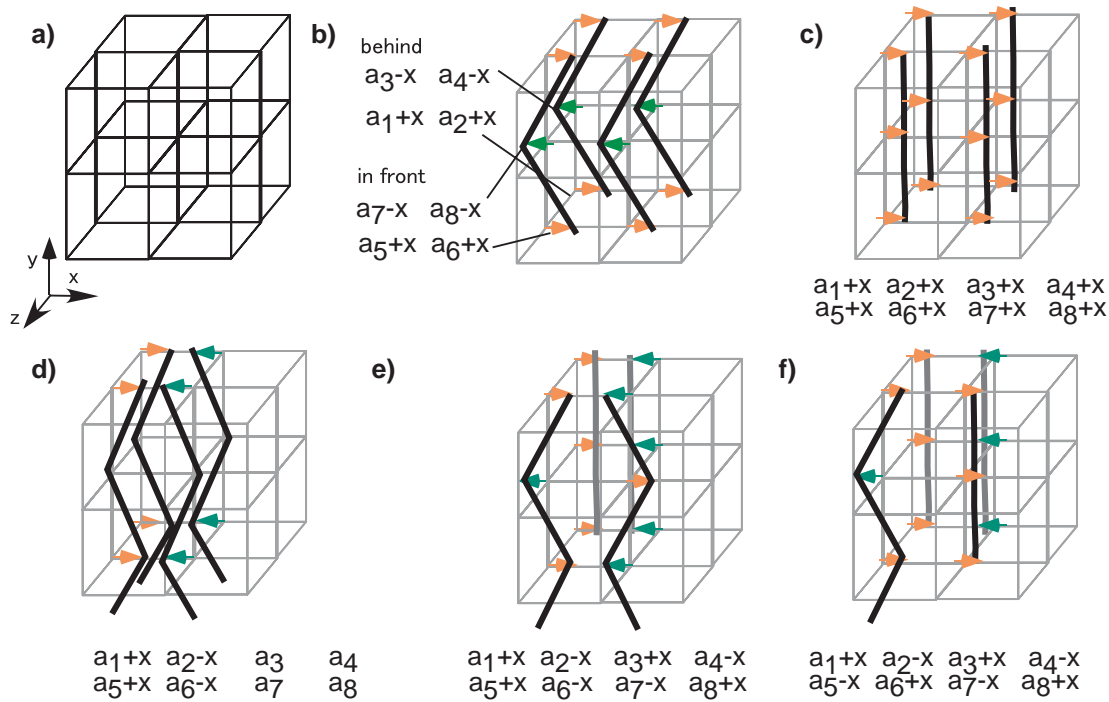 a)
y
x
z
b)
behind
a3-x a4-x
a1+x a2+x
in front
a7-x a8-x
a5+x a6+x
c)
a1+x a2+x a3+x a4+x
a5+x a6+x a7+x a8+x
d)
a1+x a2-x a3 a4
a5+x a6-x a7 a8
e)
a1+x a2-x a3+x a4-x
a5+x a6-x a7-x a8+x
f)
a1+x a2-x a3+x a4-x
a5-x a6+x a7-x a8+x